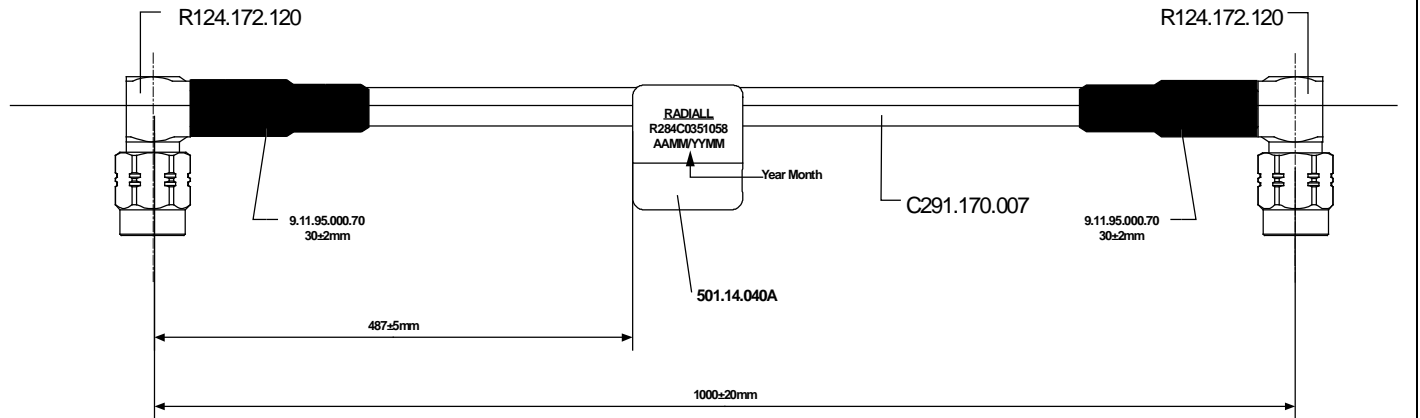 R124.172.120
R124.172.120
RADIALL
R284C0351058
AAMM/YYMM
Year Month
C291.170.007
9.11.95.000.70
30±2mm
9.11.95.000.70
30±2mm
501.14.040A
487±5mm
1000±20mm